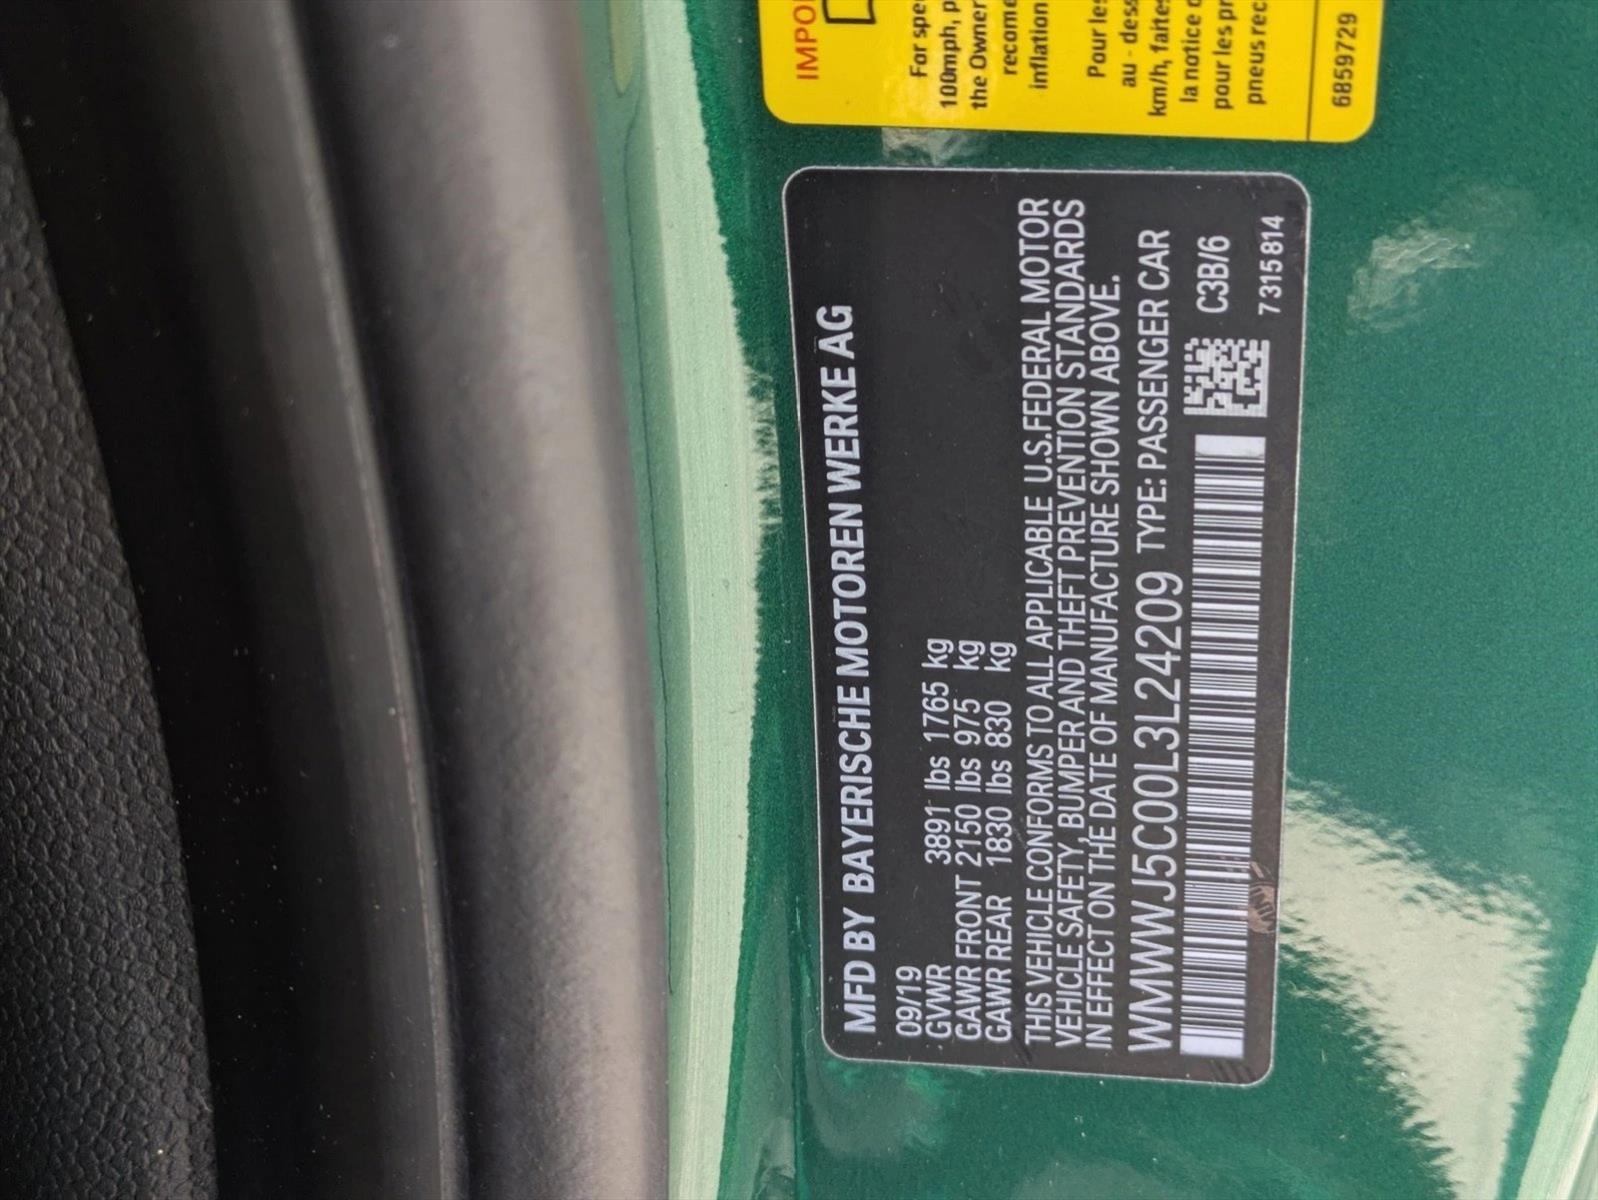 MFD BY BAYERISCHE MOTOREN WERKE AG
09/19
GVWR 3891 lbs 1765 kg
GAWR FRONT 2150 lbs 975 kg
GAWR REAR 1830 lbs 830 kg
THIS VEHICLE CONFORMS TO ALL APPLICABLE U.S.FEDERAL MOTOR
VEHICLE SAFETY, BUMPER AND THEFT PREVENTION STANDARDS
IN EFFECT ON THE DATE OF MANUFACTURE SHOWN ABOVE.
WMWWJ5C00L3L24209 TYPE: PASSENGER CAR
C3B/6
7315814
IMPO
For spe
100mph, p
the Owner
recome
inflation
Pour les
au - dess
km/h, faites
la notice
pour les pr
pneus rec
6859729